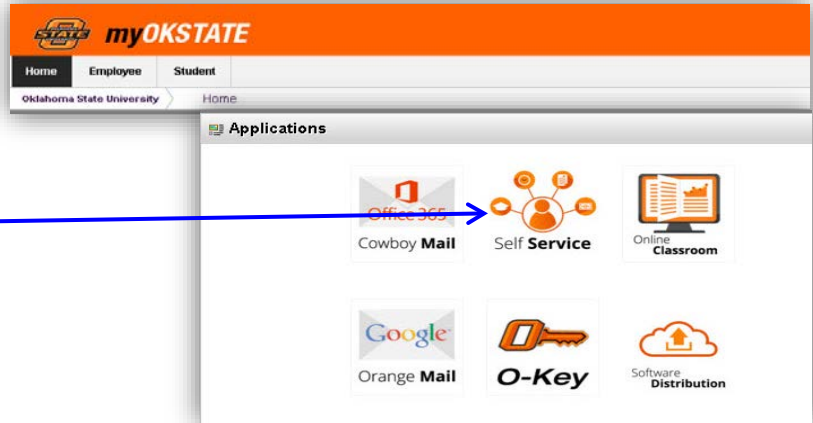 STATE
myOKSTATE
Home Employee Student
Oklahoma State University Home
Applications
Office 365
Cowboy Mail
Self Service
Online
Classroom
Google
Orange Mail
O-Key
Software
Distribution